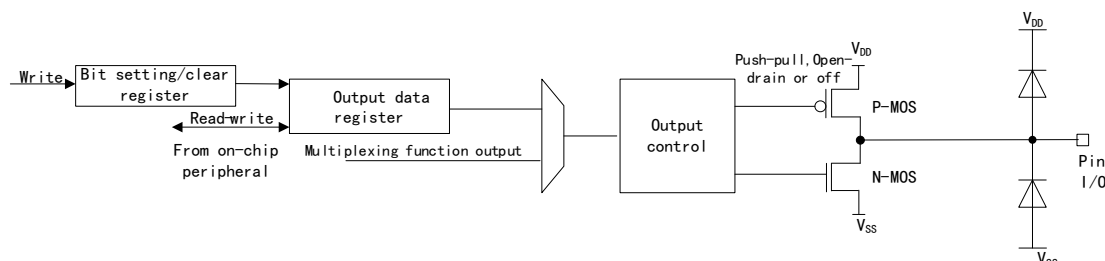 Write
Bit setting/clear
register
Read-write
From on-chip
peripheral
Output data
register
Multiplexing function output
Output
control
Push-pull,Open-
drain or off
VDD
P-MOS
N-MOS
VSS
VDD
Pin
I/O
VSS